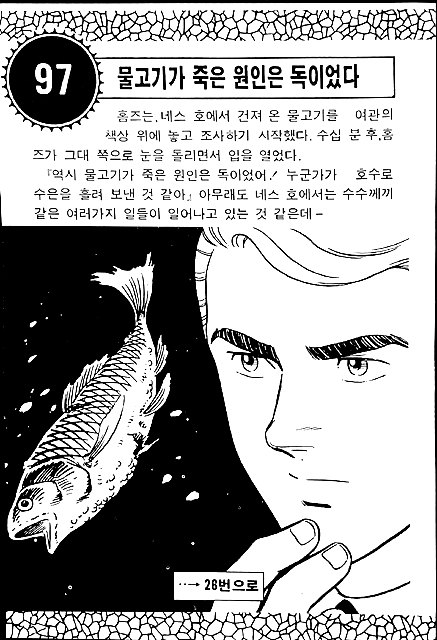 97
물고기가 죽은 원인은 독이었다
홈즈는, 네스 호에서 건져 온 물고기를 여관의
책상 위에 놓고 조사하기 시작했다. 수십 분 후, 홈
즈가 그대 쪽으로 눈을 돌리면서 입을 열었다.
『역시 물고기가 죽은 원인은 독이었어! 누군가가 호수로
수은을 흘려 보낸 것 같아』 아무래도 네스 호에서는 수수께끼
같은 여러가지 일들이 일어나고 있는 것 같은데-
…→ 26번으로